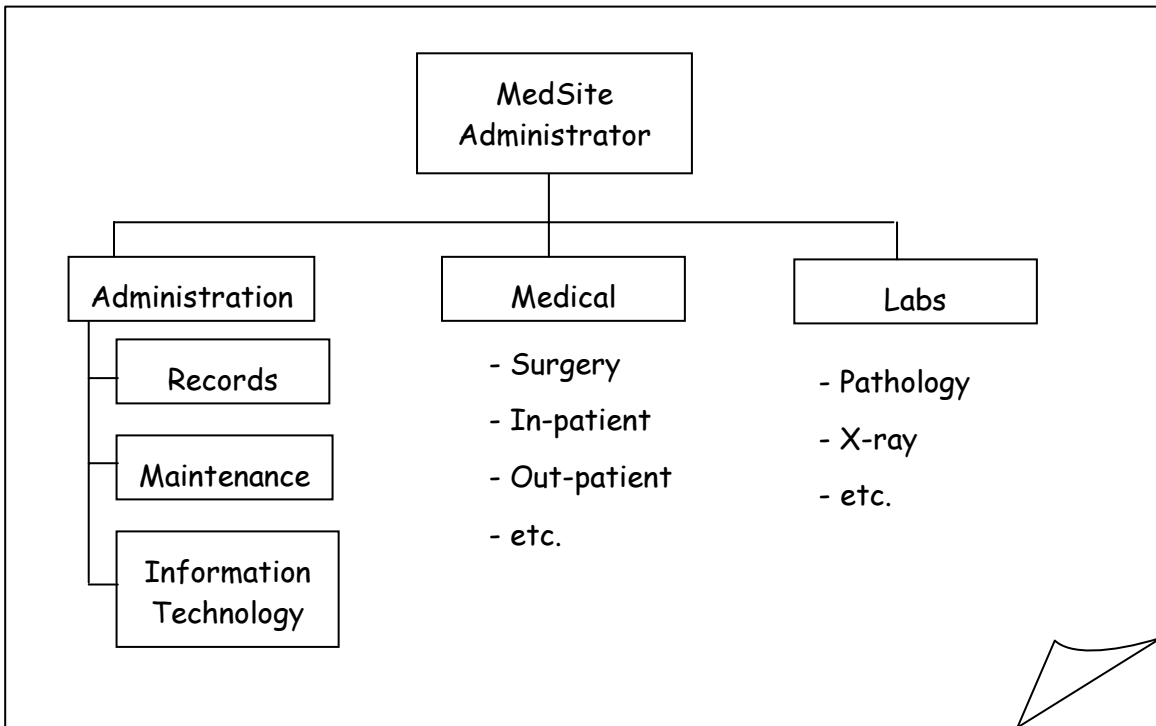 MedSite
Administrator
Administration
Medical
Labs
Records
Maintenance
Information
Technology
- Surgery
- In-patient
- Out-patient
- etc.
- Pathology
- X-ray
- etc.